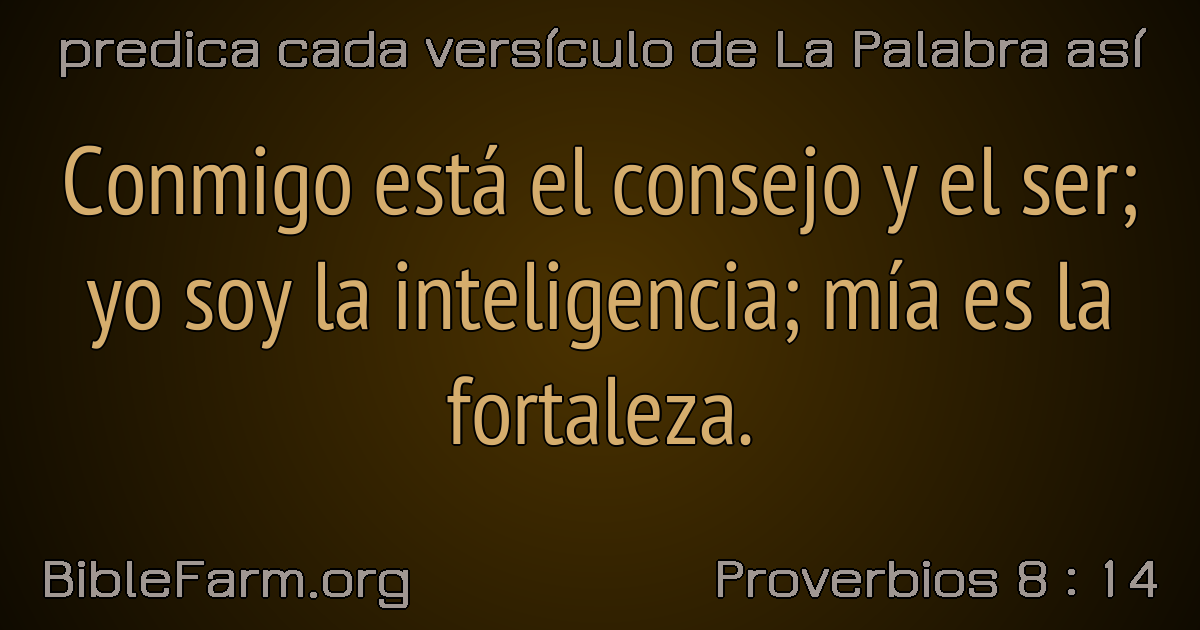 predica cada versículo de La Palabra así
Conmigo está el consejo y el ser;
yo soy la inteligencia; mía es la
fortaleza.
BibleFarm.org
Proverbios 8 : 14